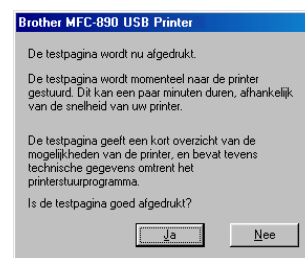 Brother MFC-890 USB Printer
De testpagina wordt nu afgedrukt.
De testpagina wordt momenteel naar de printer
gestuurd. Dit kan een paar minuten duren, afhankelijk
van de snelheid van uw printer.
De testpagina geeft een kort overzicht van de
mogelijkheden van de printer, en bevat tevens
technische gegevens omtrent het
printerstuurprogramma.
Is de testpagina goed afgedrukt?
Ja
Nee